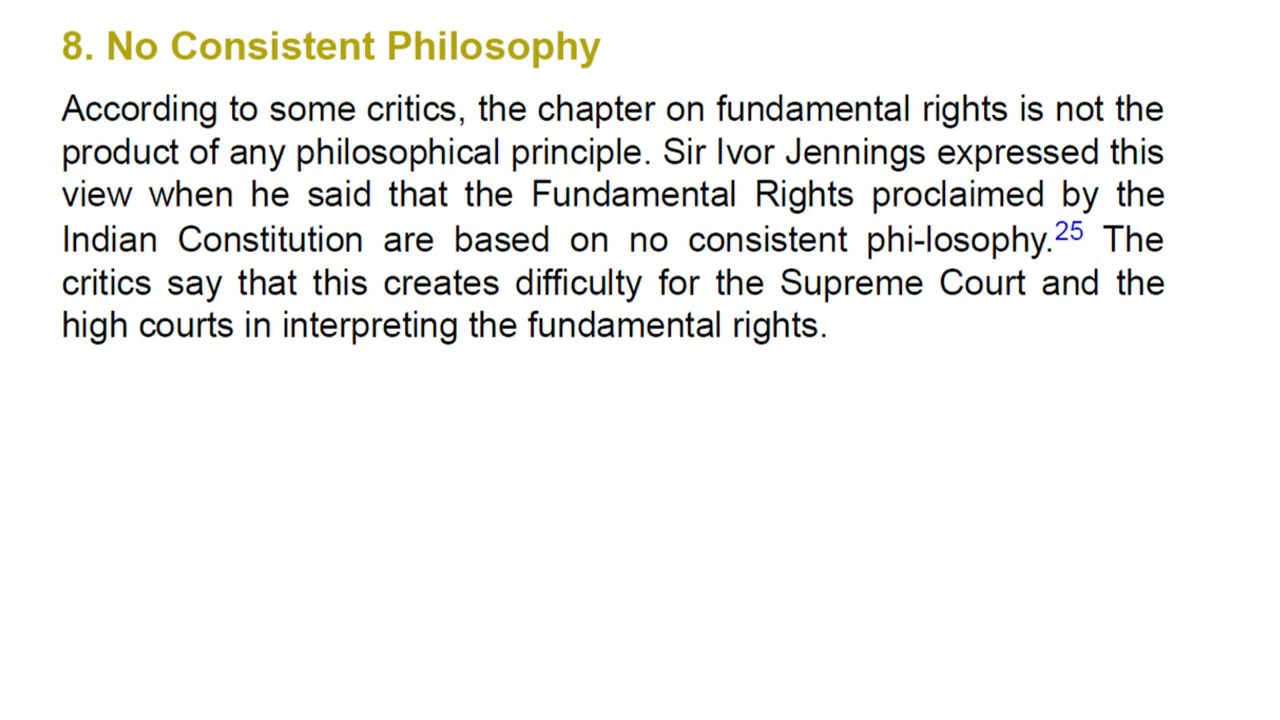 8. No Consistent Philosophy
According to some critics, the chapter on fundamental rights is not the
product of any philosophical principle. Sir Ivor Jennings expressed this
view when he said that the Fundamental Rights proclaimed by the
Indian Constitution are based on no consistent phi-losophy.25 The
critics say that this creates difficulty for the Supreme Court and the
high courts in interpreting the fundamental rights.